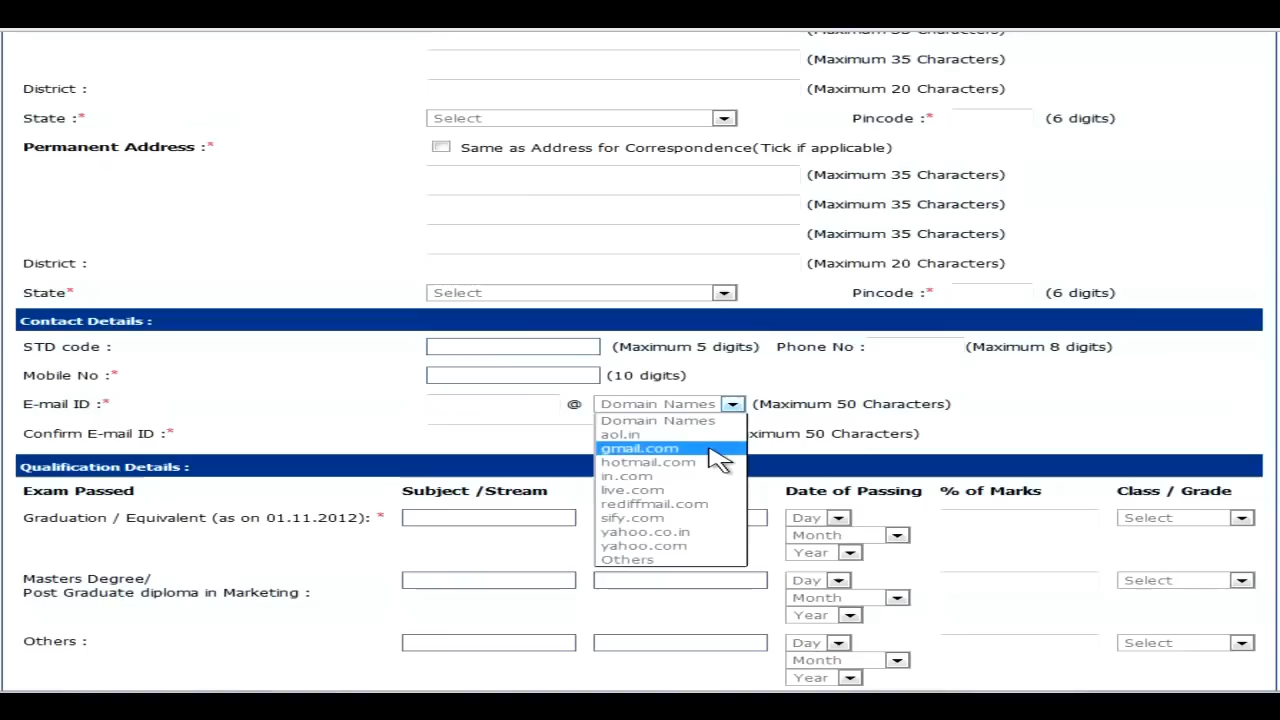 (Maximum 35 Characters)
(Maximum 35 Characters)
District : (Maximum 20 Characters)
State :* Select Pincode :* (6 digits)
Permanent Address :* Same as Address for Correspondence(Tick if applicable)
(Maximum 35 Characters)
(Maximum 35 Characters)
(Maximum 35 Characters)
District : (Maximum 20 Characters)
State* Select Pincode :* (6 digits)
Contact Details :
STD code : (Maximum 5 digits) Phone No : (Maximum 8 digits)
Mobile No :* (10 digits)
E-mail ID :* @ Domain Names (Maximum 50 Characters)
Domain Names
Confirm E-mail ID :* aol.in ximum 50 Characters)
gmail.com
hotmail.com
Qualification Details :
in.com
Exam Passed Subject /Stream live.com Date of Passing % of Marks Class / Grade
rediffmail.com
Graduation / Equivalent (as on 01.11.2012): * sify.com Day Select
yahoo.co.in Month
yahoo.com Year
Others
Masters Degree/ Day Select
Post Graduate diploma in Marketing : Month
Year
Others : Day Select
Month
Year